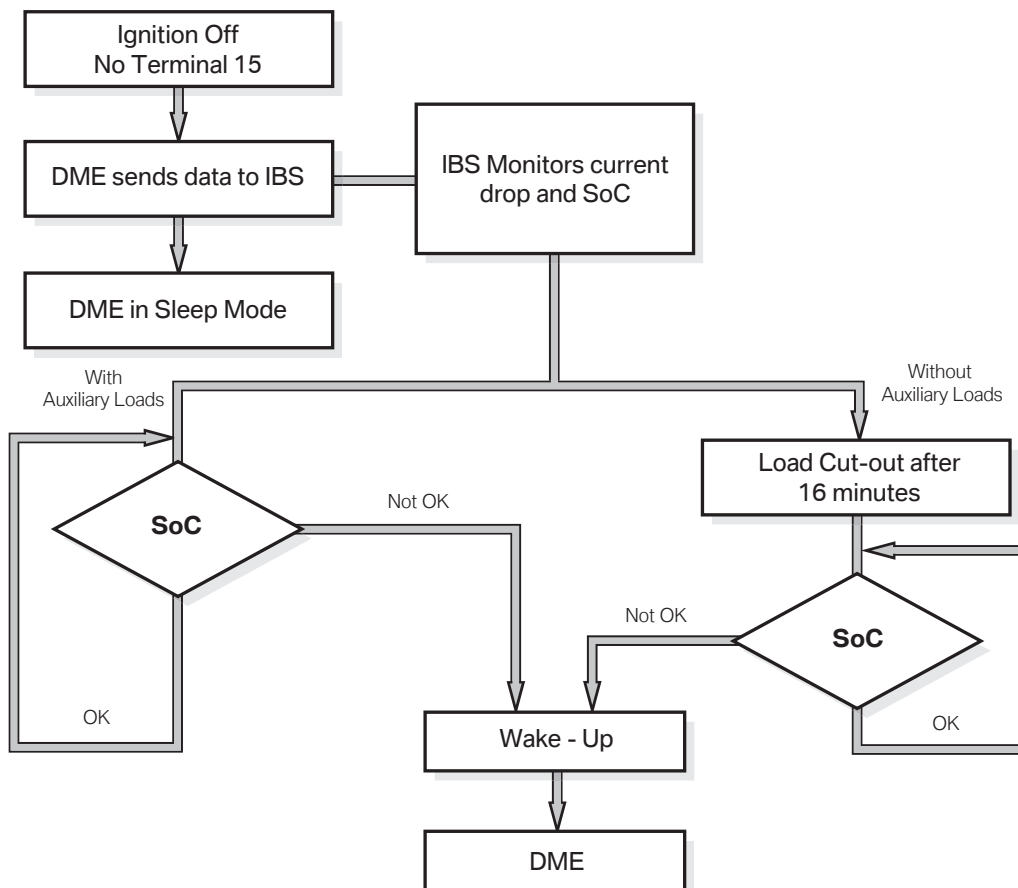 Ignition Off
No Terminal 15
DME sends data to IBS
IBS Monitors current
drop and SoC
DME in Sleep Mode
With
Auxiliary Loads
Without
Auxiliary Loads
Load Cut-out after
16 minutes
SoC
Not OK
SoC
Not OK
OK
OK
Wake - Up
DME